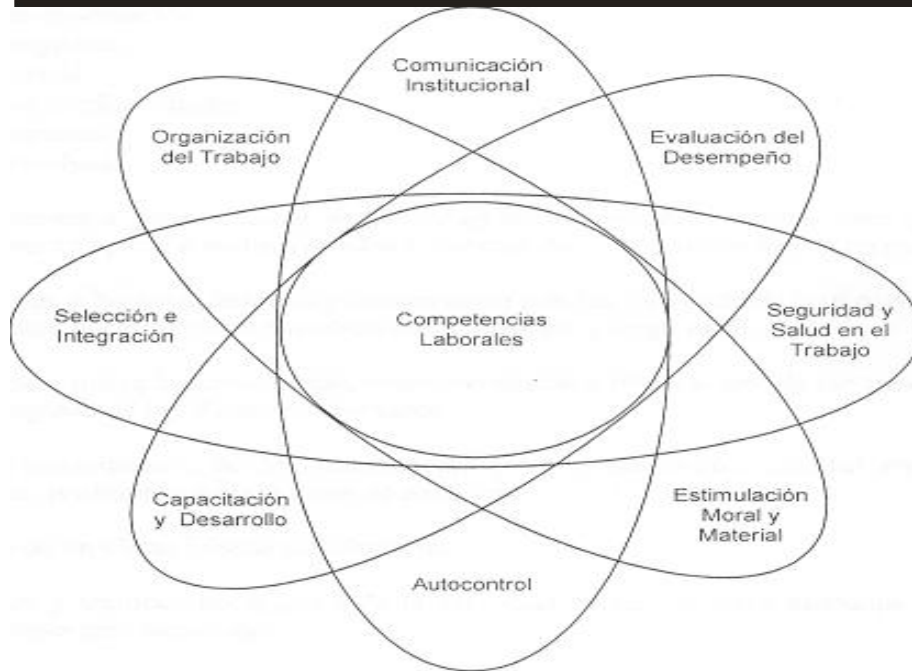 Comunicación
Institucional
Organización
del Trabajo
Evaluación del
Desempeño
Selección e
Integración
Competencias
Laborales
Seguridad y
Salud en el
Trabajo
Capacitación
y Desarrollo
Estimulación
Moral y
Material
Autocontrol